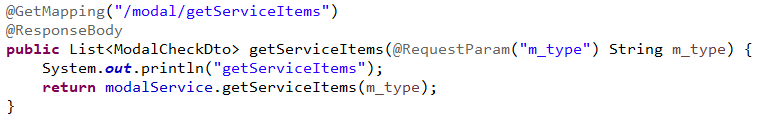 @GetMapping("/modal/getServiceItems")
@ResponseBody
public List<ModalCheckDto> getServiceItems(@RequestParam("m_type") String m_type) {
    System.out.println("getServiceItems");
    return modalService.getServiceItems(m_type);
}